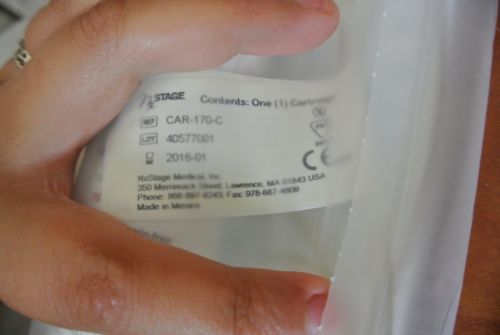 NxSTAGE
Contents: One (1) Cartridge
REF CAR-170-C
LOT 40577001
2016-01
CE
NxStage Medical, Inc.
350 Merrimack Street, Lawrence, MA 01843 USA
Phone: 866-697-8243; Fax: 978-687-4809
Made in Mexico